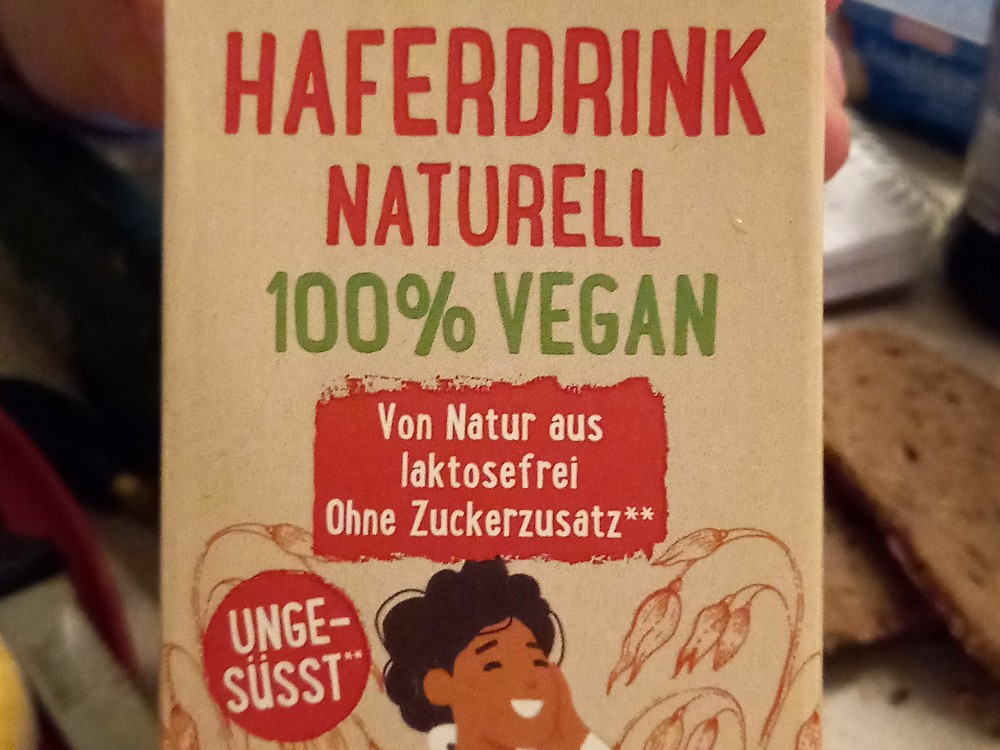 HAFERDRINK
NATURELL
100% VEGAN
Von Natur aus
laktosefrei
Ohne Zuckerzusatz**
UNGE-
SÜSST**